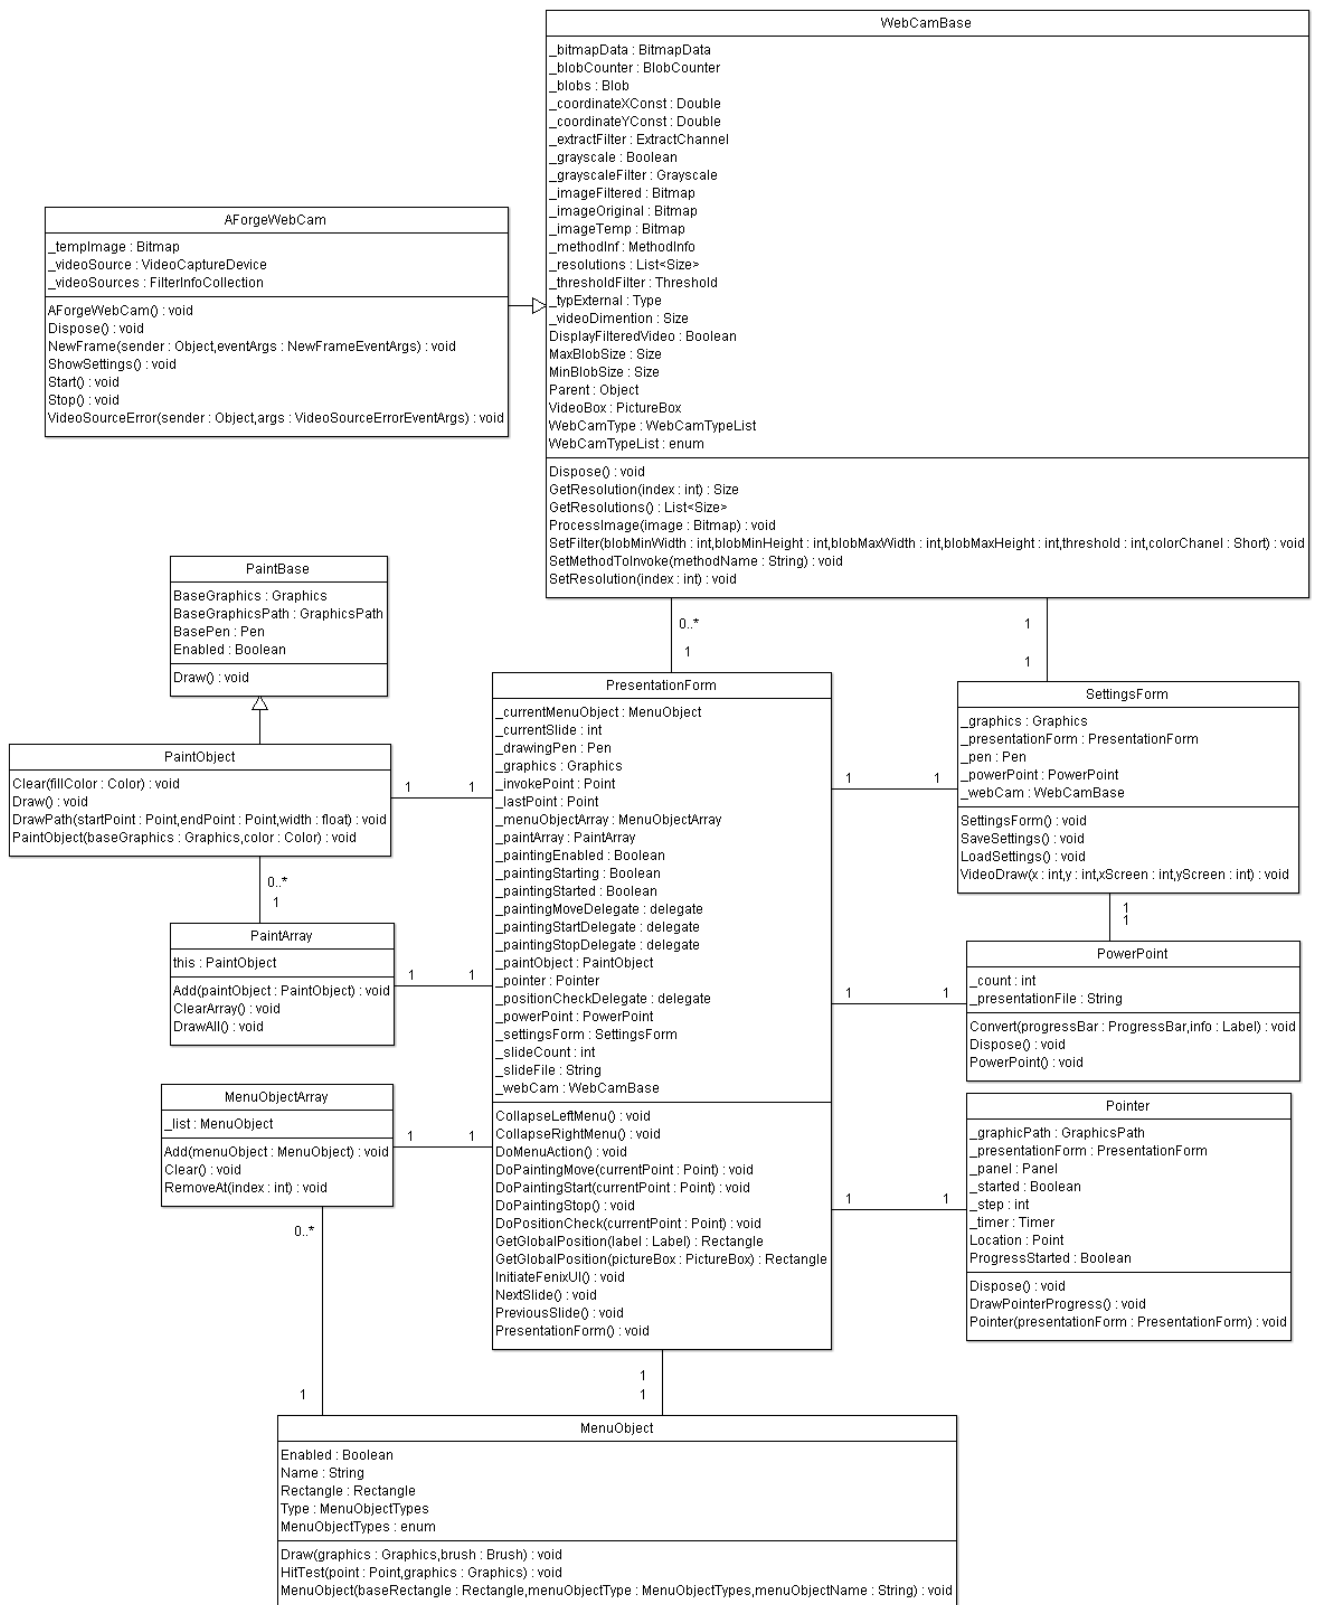 WebCamBase
_bitmapData : BitmapData
_blobCounter : BlobCounter
_blobs : Blob
_coordinateXConst : Double
_coordinateYConst : Double
_extractFilter : ExtractChannel
_grayscale : Boolean
_grayscaleFilter : Grayscale
_imageFiltered : Bitmap
_imageOriginal : Bitmap
_imageTemp : Bitmap
_methodInf : MethodInfo
_resolutions : List<Size>
_thresholdFilter : Threshold
_typExternal : Type
_videoDimention : Size
DisplayFilteredVideo : Boolean
MaxBlobSize : Size
MinBlobSize : Size
Parent : Object
VideoBox : PictureBox
WebCamType : WebCamTypeList
WebCamTypeList : enum
Dispose() : void
GetResolution(index : int) : Size
GetResolutions() : List<Size>
ProcessImage(image : Bitmap) : void
SetFilter(blobMinWidth : int,blobMinHeight : int,blobMaxWidth : int,blobMaxHeight : int,threshold : int,colorChanel : Short) : void
SetMethodToInvoke(methodName : String) : void
SetResolution(index : int) : void
AForgeWebCam
_tempImage : Bitmap
_videoSource : VideoCaptureDevice
_videoSources : FilterInfoCollection
AForgeWebCam() : void
Dispose() : void
NewFrame(sender : Object,eventArgs : NewFrameEventArgs) : void
ShowSettings() : void
Start() : void
Stop() : void
VideoSourceError(sender : Object,args : VideoSourceErrorEventArgs) : void
PaintBase
BaseGraphics : Graphics
BaseGraphicsPath : GraphicsPath
BasePen : Pen
Enabled : Boolean
Draw() : void
0..*
1
1
1
PaintObject
Clear(fillColor : Color) : void
Draw() : void
DrawPath(startPoint : Point,endPoint : Point,width : float) : void
PaintObject(baseGraphics : Graphics,color : Color) : void
1 1
0..*
1
PaintArray
this : PaintObject
Add(paintObject : PaintObject) : void
ClearArray() : void
DrawAll() : void
1 1
MenuObjectArray
_list : MenuObject
Add(menuObject : MenuObject) : void
Clear() : void
RemoveAt(index : int) : void
1 1
0..*
1
PresentationForm
_currentMenuObject : MenuObject
_currentSlide : int
_drawingPen : Pen
_graphics : Graphics
_invokePoint : Point
_lastPoint : Point
_menuObjectArray : MenuObjectArray
_paintArray : PaintArray
_paintingEnabled : Boolean
_paintingStarting : Boolean
_paintingStarted : Boolean
_paintingMoveDelegate : delegate
_paintingStartDelegate : delegate
_paintingStopDelegate : delegate
_paintObject : PaintObject
_pointer : Pointer
_positionCheckDelegate : delegate
_powerPoint : PowerPoint
_settingsForm : SettingsForm
_slideCount : int
_slideFile : String
_webCam : WebCamBase
CollapseLeftMenu() : void
CollapseRightMenu() : void
DoMenuAction() : void
DoPaintingMove(currentPoint : Point) : void
DoPaintingStart(currentPoint : Point) : void
DoPaintingStop() : void
DoPositionCheck(currentPoint : Point) : void
GetGlobalPosition(label : Label) : Rectangle
GetGlobalPosition(pictureBox : PictureBox) : Rectangle
InitiateFenixUI() : void
NextSlide() : void
PreviousSlide() : void
PresentationForm() : void
1 1
SettingsForm
_graphics : Graphics
_presentationForm : PresentationForm
_pen : Pen
_powerPoint : PowerPoint
_webCam : WebCamBase
SettingsForm() : void
SaveSettings() : void
LoadSettings() : void
VideoDraw(x : int,y : int,xScreen : int,yScreen : int) : void
1
1
1 1
PowerPoint
_count : int
_presentationFile : String
Convert(progressBar : ProgressBar,info : Label) : void
Dispose() : void
PowerPoint() : void
1 1
Pointer
_graphicPath : GraphicsPath
_presentationForm : PresentationForm
_panel : Panel
_started : Boolean
_step : int
_timer : Timer
Location : Point
ProgressStarted : Boolean
Dispose() : void
DrawPointerProgress() : void
Pointer(presentationForm : PresentationForm) : void
1
1
MenuObject
Enabled : Boolean
Name : String
Rectangle : Rectangle
Type : MenuObjectTypes
MenuObjectTypes : enum
Draw(graphics : Graphics,brush : Brush) : void
HitTest(point : Point,graphics : Graphics) : void
MenuObject(baseRectangle : Rectangle,menuObjectType : MenuObjectTypes,menuObjectName : String) : void